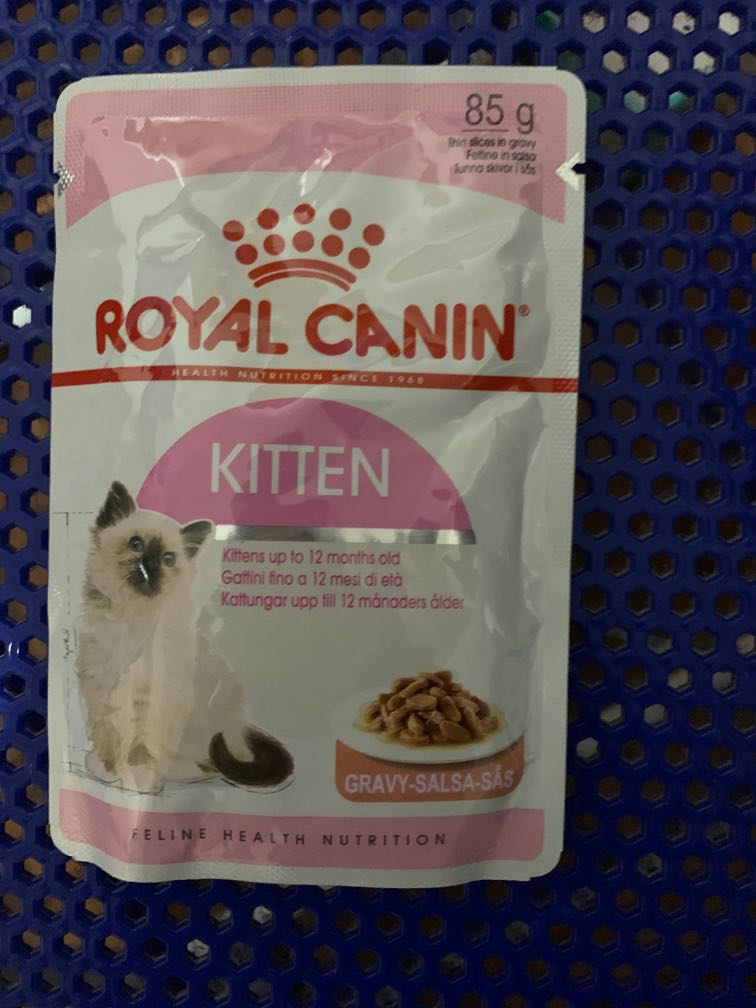 85 g
Thin slices in gravy
Fettine in salsa
Tunna skivor i sås
ROYAL CANIN®
HEALTH NUTRITION SINCE 1968
KITTEN
Kittens up to 12 months old
Gattini fino a 12 mesi di età
Kattungar upp till 12 månaders ålder
GRAVY-SALSA-SÅS
FELINE HEALTH NUTRITION